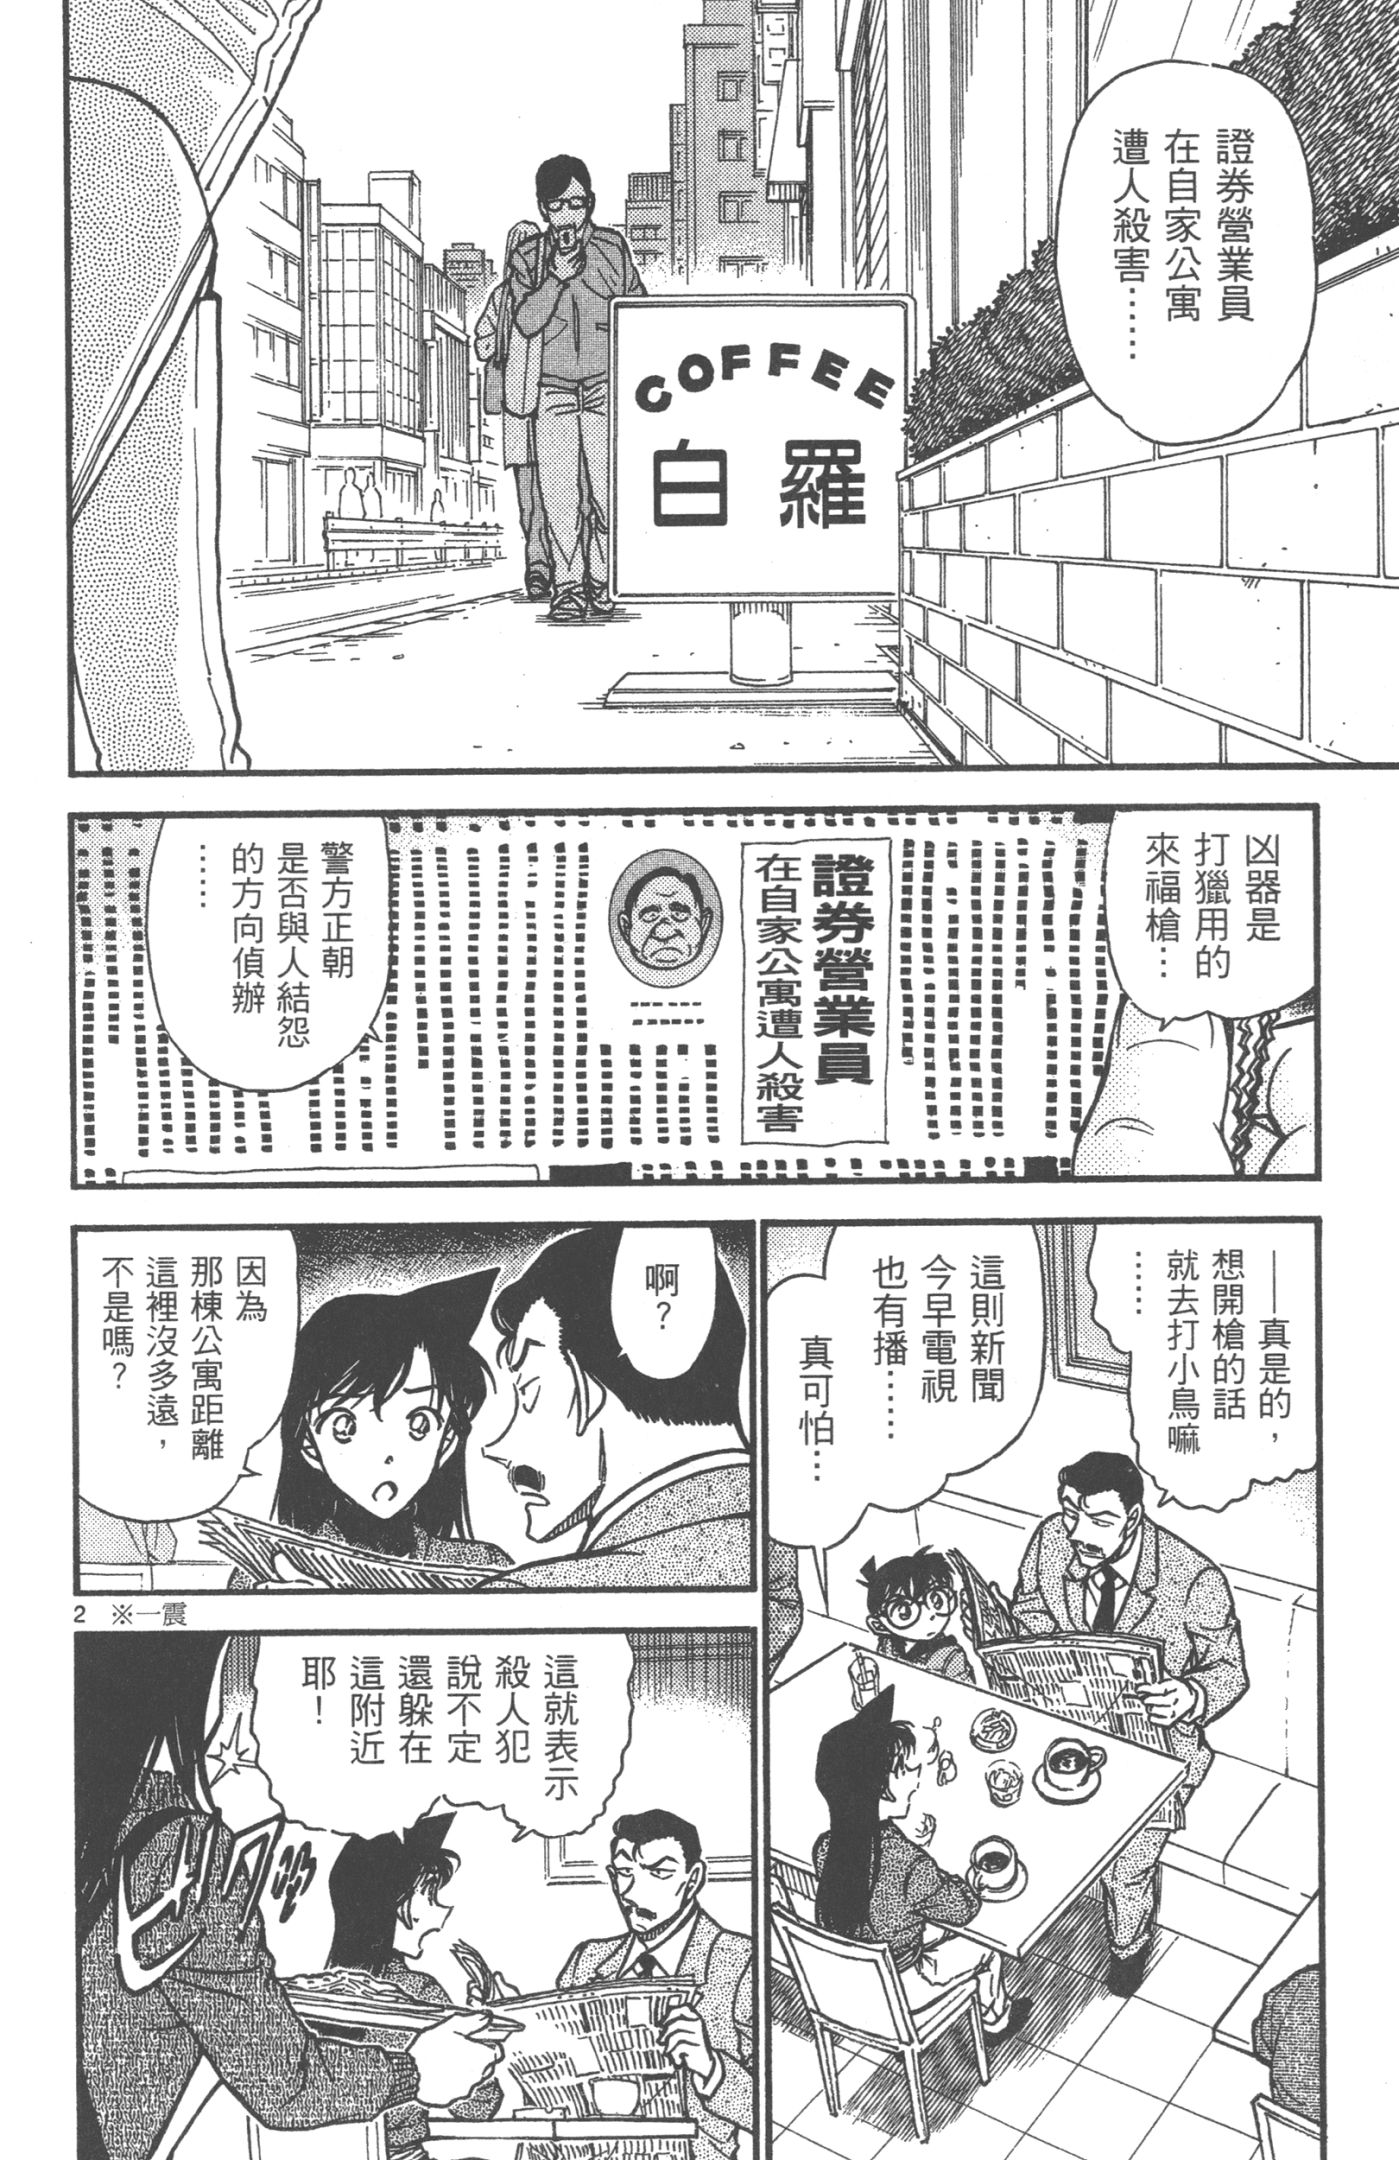 證券營業員
在自家公寓
遭人殺害⋯⋯
COFFEE
白羅
凶器是
打獵用的
來福槍⋯
證券營業員
在自家公寓遭人殺害
警方正朝
是否與人結怨
的方向偵辦
⋯⋯
──真是的,
想開槍的話
就去打小鳥嘛
⋯⋯
這則新聞
今早電視
也有播⋯⋯
真可怕⋯
啊?
因為
那棟公寓距離
這裡沒多遠,
不是嗎?
2 ※一震
這就表示
殺人犯
說不定
還躲在
這附近
耶!
ピク